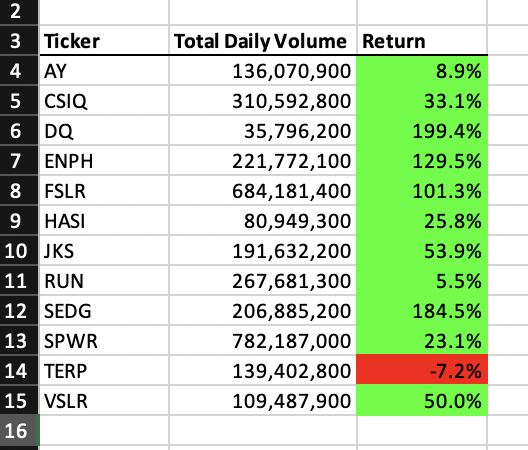 2
3 Ticker Total Daily Volume Return
4 AY 136,070,900 8.9%
5 CSIQ 310,592,800 33.1%
6 DQ 35,796,200 199.4%
7 ENPH 221,772,100 129.5%
8 FSLR 684,181,400 101.3%
9 HASI 80,949,300 25.8%
10 JKS 191,632,200 53.9%
11 RUN 267,681,300 5.5%
12 SEDG 206,885,200 184.5%
13 SPWR 782,187,000 23.1%
14 TERP 139,402,800 -7.2%
15 VSLR 109,487,900 50.0%
16